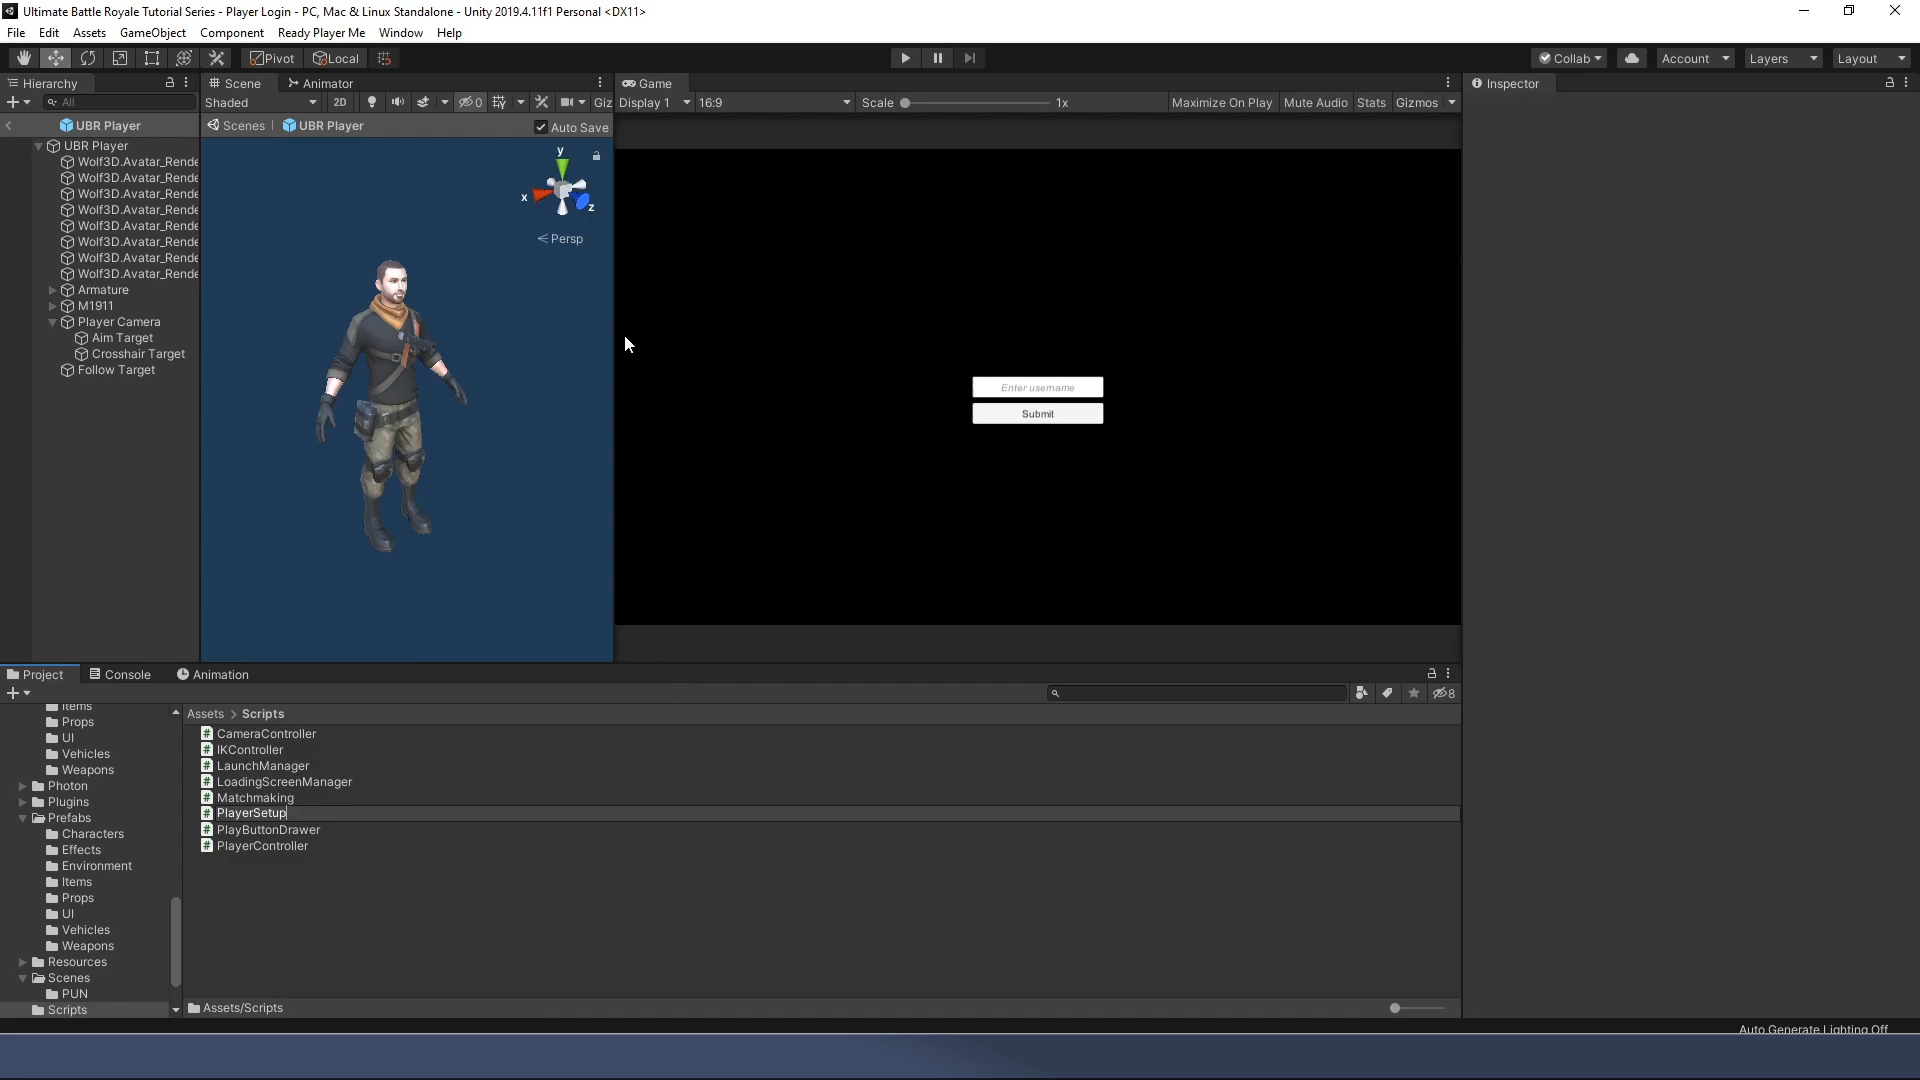 Ultimate Battle Royale Tutorial Series - Player Login - PC, Mac & Linux Standalone - Unity 2019.4.11f1 Personal <DX11>
File Edit Assets GameObject Component Ready Player Me Window Help
Pivot Local Collab Account Layers Layout
Hierarchy Scene Animator Game Inspector
All Shaded 2D 0 Giz Display 1 16:9 Scale 1x Maximize On Play Mute Audio Stats Gizmos
UBR Player Scenes UBR Player Auto Save
UBR Player
Wolf3D.Avatar_Rende
Wolf3D.Avatar_Rende
Wolf3D.Avatar_Rende
Wolf3D.Avatar_Rende
Wolf3D.Avatar_Rende
Wolf3D.Avatar_Rende
Wolf3D.Avatar_Rende
Wolf3D.Avatar_Rende
Armature
M1911
Player Camera
Aim Target
Crosshair Target
Follow Target
y
x
z
Persp
Enter username
Submit
Project Console Animation
8
Items
Props
UI
Vehicles
Weapons
Photon
Plugins
Prefabs
Characters
Effects
Environment
Items
Props
UI
Vehicles
Weapons
Resources
Scenes
PUN
Scripts
Assets > Scripts
CameraController
IKController
LaunchManager
LoadingScreenManager
Matchmaking
PlayerSetup
PlayButtonDrawer
PlayerController
Assets/Scripts
Auto Generate Lighting Off